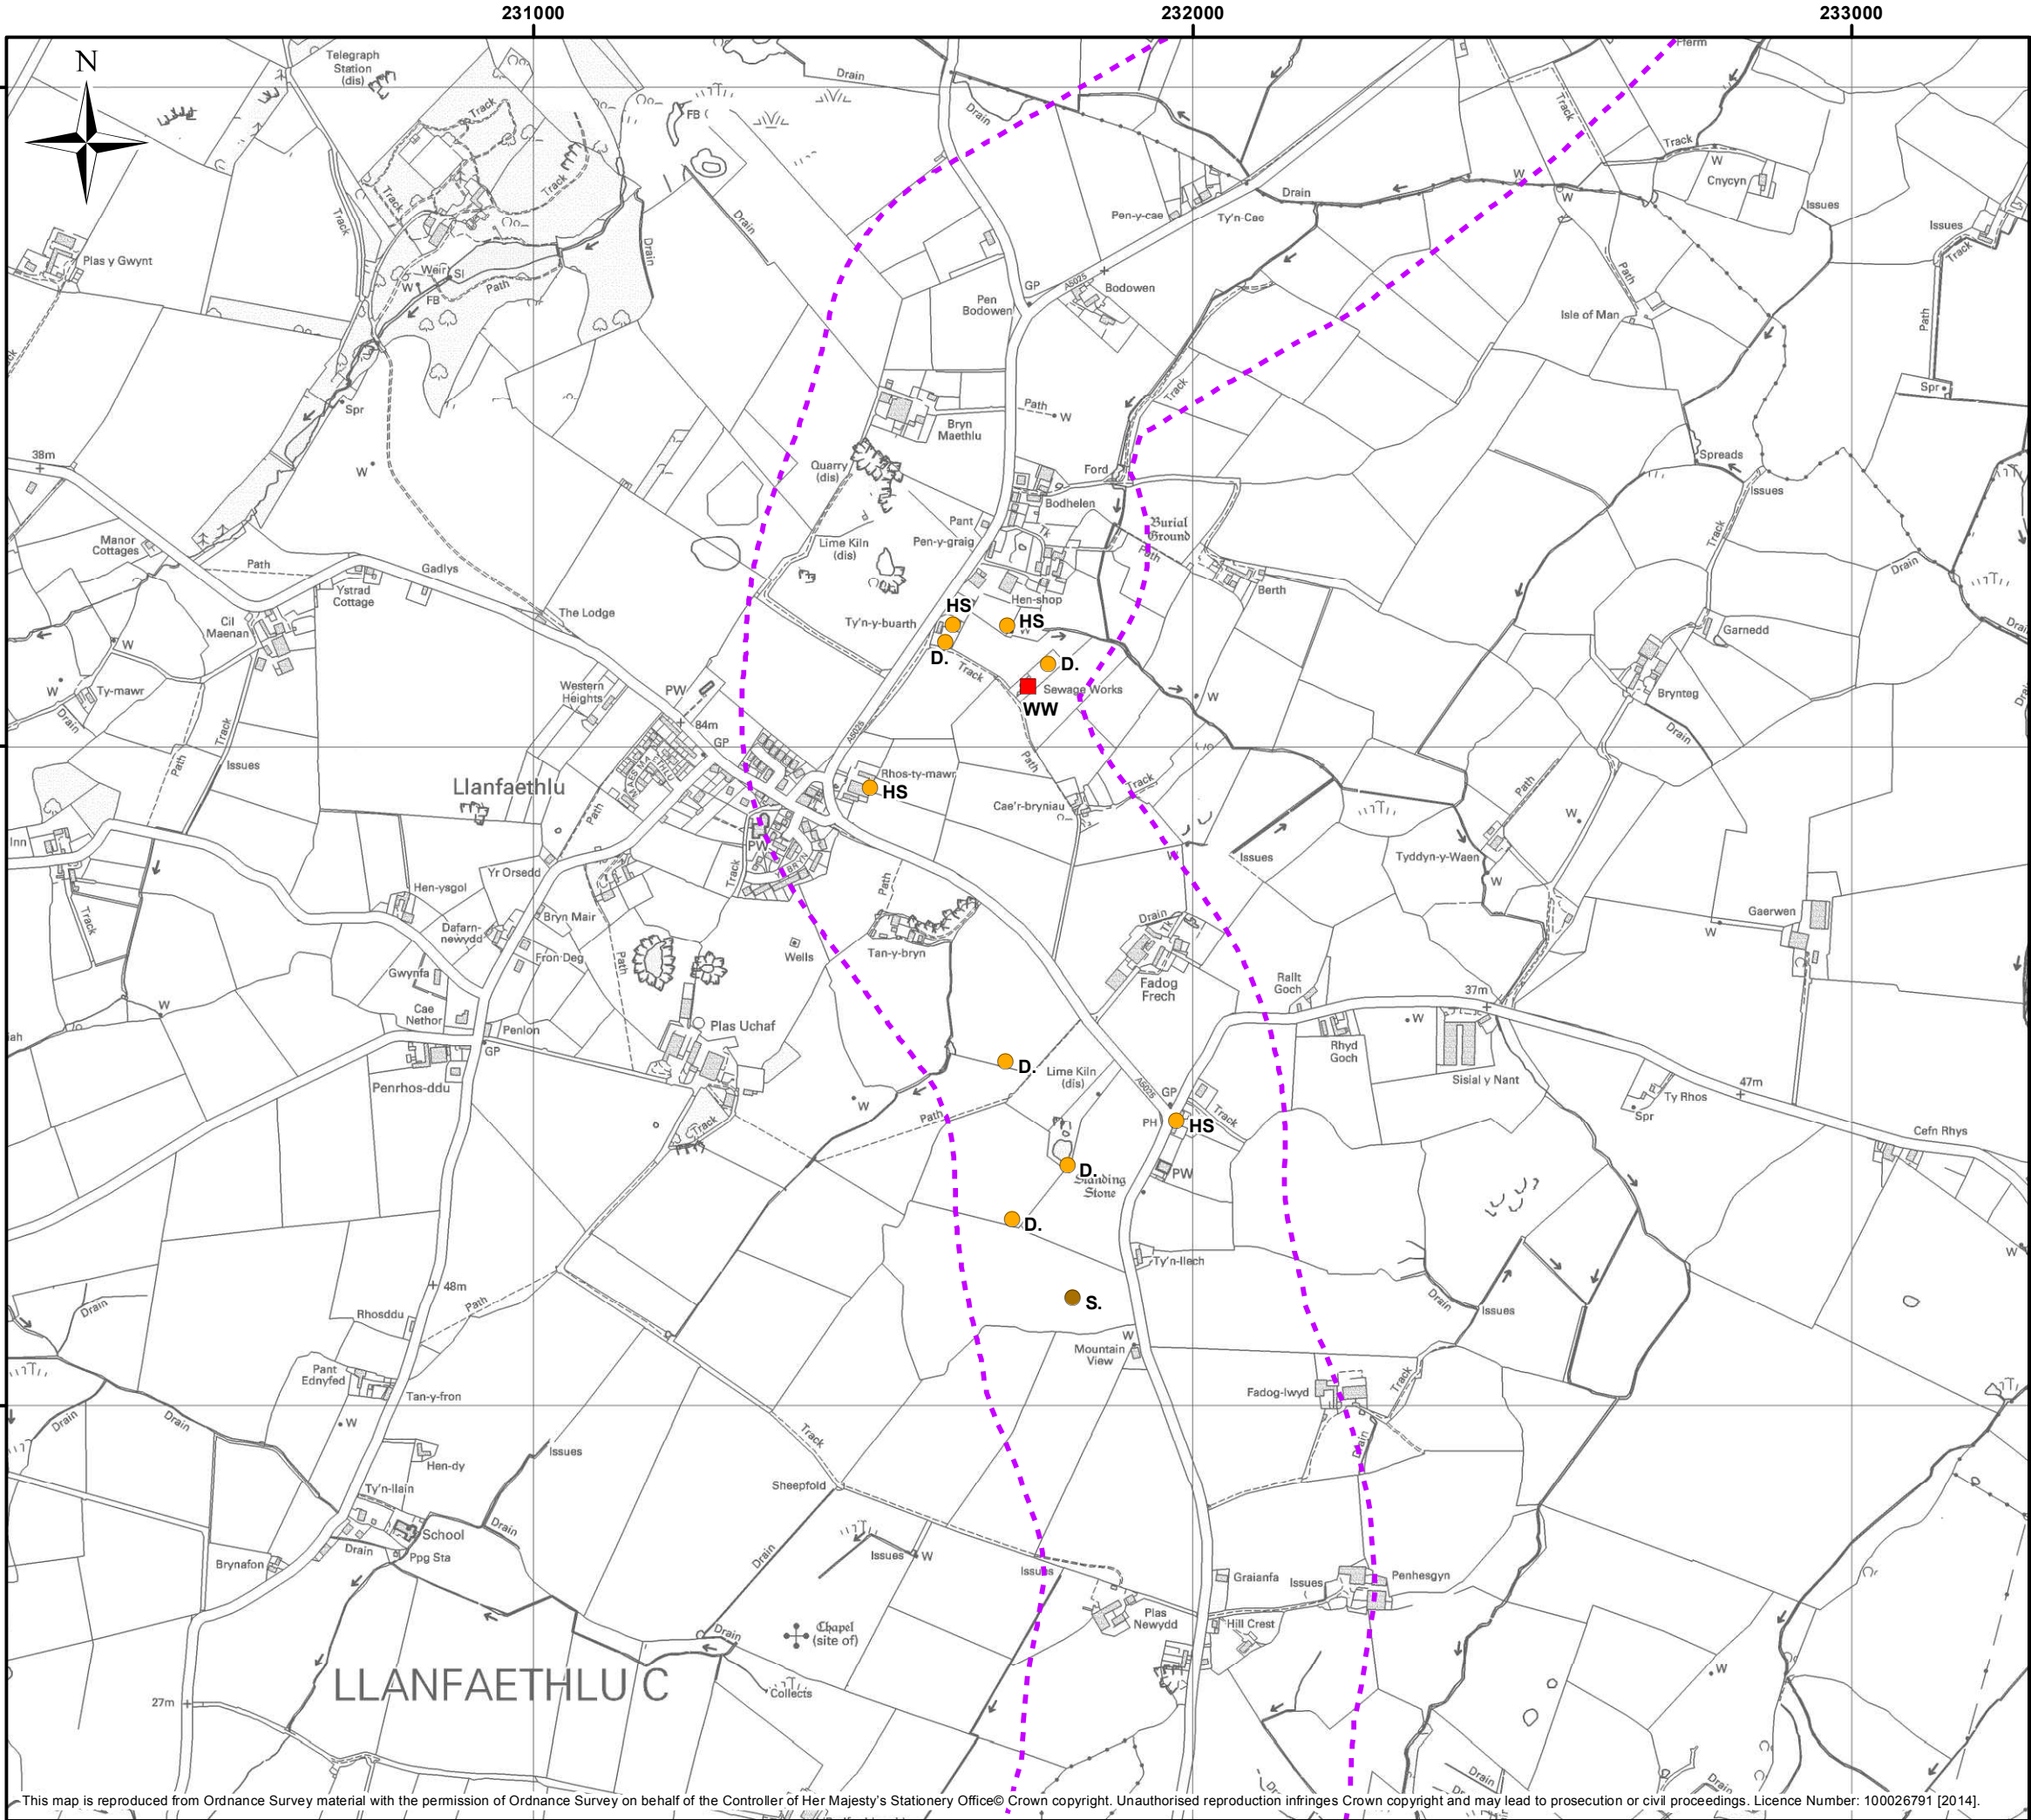 231000
232000
233000
N
Telegraph
Station
(dis)
Drain
Drain
FB
Track
Track
Track
Track
Pen-y-cae
Ty'n-Cae
Drain
W
W
Track
Track
W
Cnycyn
Issues
Issues
Track
Plas y Gwynt
Weir
Sl
W
FB
Path
Drain
Drain
Pen
Bodowen
GP
A5025
Bodowen
Path
Isle of Man
Path
Spr
Spr
Track
Bryn
Maethlu
Path
W
38m
W
Quarry
(dis)
Ford
Bodhelen
Spreads
Issues
Manor
Cottages
Path
Gadlys
Lime Kiln
(dis)
Pant
Pen-y-graig
Tk
Burial
Ground
Path
Track
Drain
Ystrad
Cottage
The Lodge
Hen-shop
Berth
Cil
Maenan
Ty'n-y-buarth
HS
HS
D.
D.
Garnedd
W
W
Ty-mawr
Drain
Track
Western
Heights
PW
Track
Sewage Works
WW
W
Brynteg
Drain
84m
GP
A5025
Path
Issues
Path
Path
Llanfaethlu
Rhos-ty-mawr
HS
Cae'r-bryniau
Track
Path
W
Inn
Path
PW
Track
W
Issues
Tyddyn-y-Waen
W
Yr Orsedd
Hen-ysgol
Track
Bryn Mair
Dafarn-
newydd
Fron Deg
Path
Path
Wells
Tan-y-bryn
Drain
Tk
Gaerwen
W
Gwynfa
W
Cae
Nethor
Fadog
Frech
Rallt
Goch
37m
Penlon
GP
Plas Uchaf
W
Rhyd
Goch
Sisial y Nant
Penrhos-ddu
D.
Lime Kiln
(dis)
A5025
GP
47m
Ty Rhos
Spr
W
Path
Track
PH
HS
Track
Cefn Rhys
D.
Standing
Stone
PW
D.
Ty'n-llech
W
48m
Drain
Rhosddu
Path
S.
Drain
Issues
W
Mountain
View
Pant
Ednyfed
Tan-y-fron
Fadog-lwyd
Track
Drain
Drain
W
Track
Drain
Hen-dy
Issues
Sheepfold
Ty'n-llain
School
Drain
Drain
Ppg Sta
Brynafon
Drain
Issues
W
Issues
Graianfa
Issues
Penhesgyn
Plas
Newydd
Hill Crest
Chapel
(site of)
Drain
W
LLANFAETHLU C
27m
Collects
Drain
This map is reproduced from Ordnance Survey material with the permission of Ordnance Survey on behalf of the Controller of Her Majesty's Stationery Office© Crown copyright. Unauthorised reproduction infringes Crown copyright and may lead to prosecution or civil proceedings. Licence Number: 100026791 [2014].